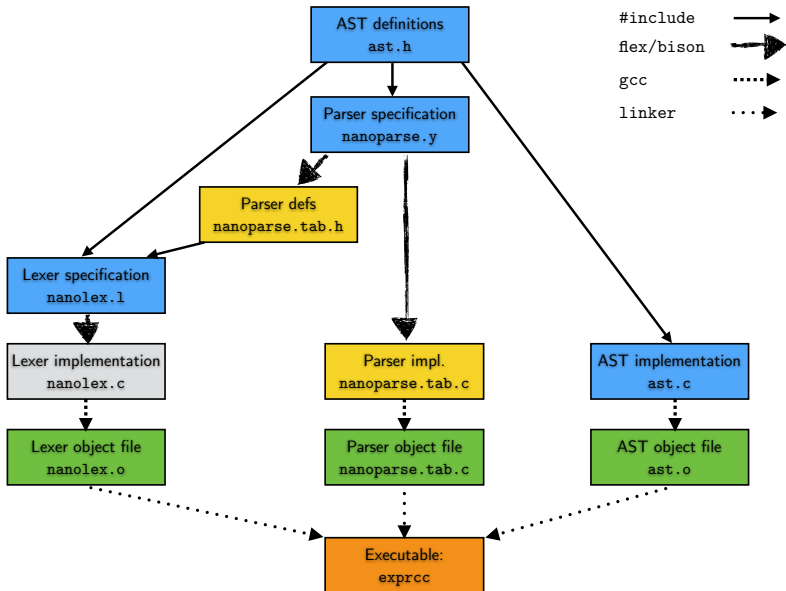 AST definitions
ast.h
#include
flex/bison
gcc
linker
Parser specification
nanoparse.y
Parser defs
nanoparse.tab.h
Lexer specification
nanolex.l
Lexer implementation
nanolex.c
Parser impl.
nanoparse.tab.c
AST implementation
ast.c
Lexer object file
nanolex.o
Parser object file
nanoparse.tab.c
AST object file
ast.o
Executable:
exprcc